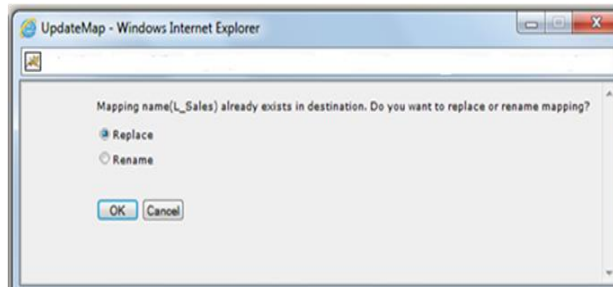 UpdateMap - Windows Internet Explorer
Mapping name(L_Sales) already exists in destination. Do you want to replace or rename mapping?
Replace
Rename
OK Cancel